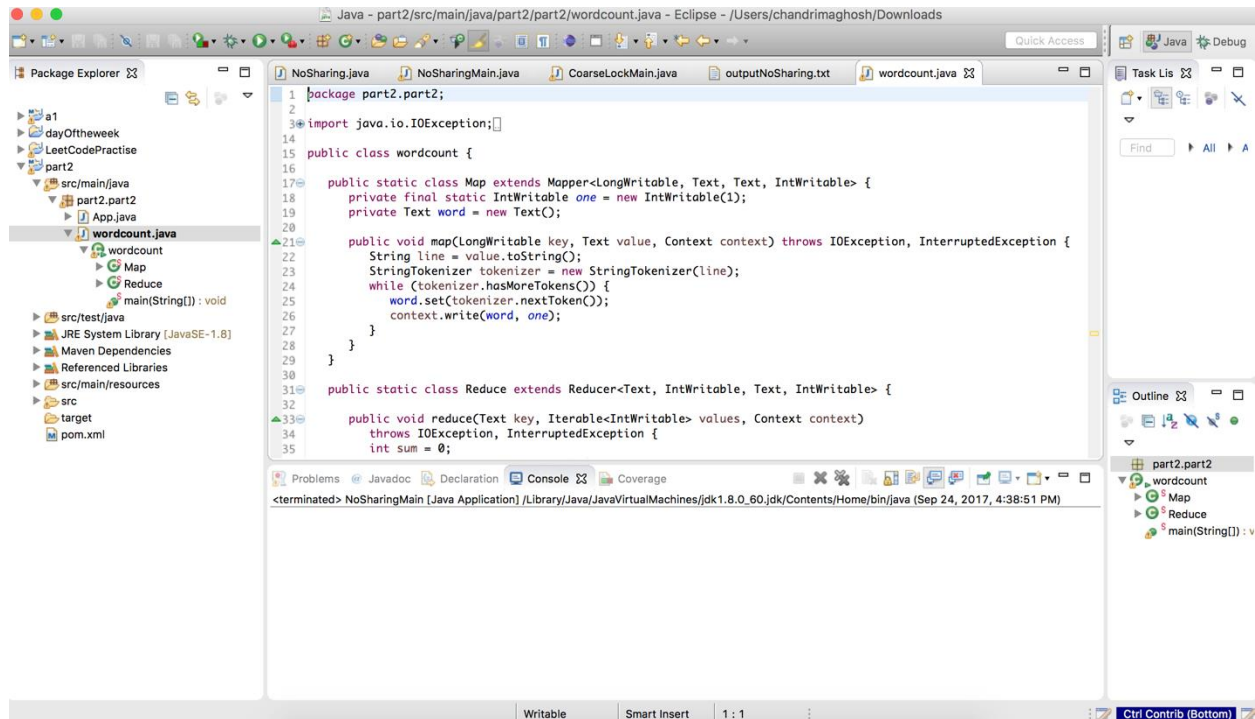 Java - part2/src/main/java/part2/part2/wordcount.java - Eclipse - /Users/chandrimaghosh/Downloads
Quick Access
Java
Debug
Package Explorer
a1
dayOftheweek
LeetCodePractise
part2
src/main/java
part2.part2
App.java
wordcount.java
wordcount
Map
Reduce
main(String[]) : void
src/test/java
JRE System Library [JavaSE-1.8]
Maven Dependencies
Referenced Libraries
src/main/resources
src
target
pom.xml
NoSharing.java NoSharingMain.java CoarseLockMain.java outputNoSharing.txt wordcount.java
1 package part2.part2;
2
3 import java.io.IOException;
14
15 public class wordcount {
16
17 public static class Map extends Mapper<LongWritable, Text, Text, IntWritable> {
18 private final static IntWritable one = new IntWritable(1);
19 private Text word = new Text();
20
21 public void map(LongWritable key, Text value, Context context) throws IOException, InterruptedException {
22 String line = value.toString();
23 StringTokenizer tokenizer = new StringTokenizer(line);
24 while (tokenizer.hasMoreTokens()) {
25 word.set(tokenizer.nextToken());
26 context.write(word, one);
27 }
28 }
29 }
30
31 public static class Reduce extends Reducer<Text, IntWritable, Text, IntWritable> {
32
33 public void reduce(Text key, Iterable<IntWritable> values, Context context)
34 throws IOException, InterruptedException {
35 int sum = 0;
Problems Javadoc Declaration Console Coverage
<terminated> NoSharingMain [Java Application] /Library/Java/JavaVirtualMachines/jdk1.8.0_60.jdk/Contents/Home/bin/java (Sep 24, 2017, 4:38:51 PM)
Task Lis
Find All A
Outline
part2.part2
wordcount
Map
Reduce
main(String[]) : v
Writable Smart Insert 1 : 1
Ctrl Contrib (Bottom)